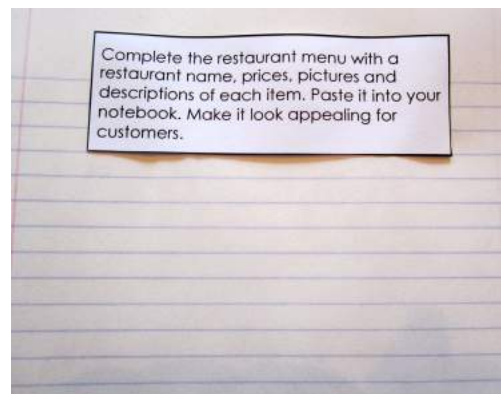 Complete the restaurant menu with a
restaurant name, prices, pictures and
descriptions of each item. Paste it into your
notebook. Make it look appealing for
customers.